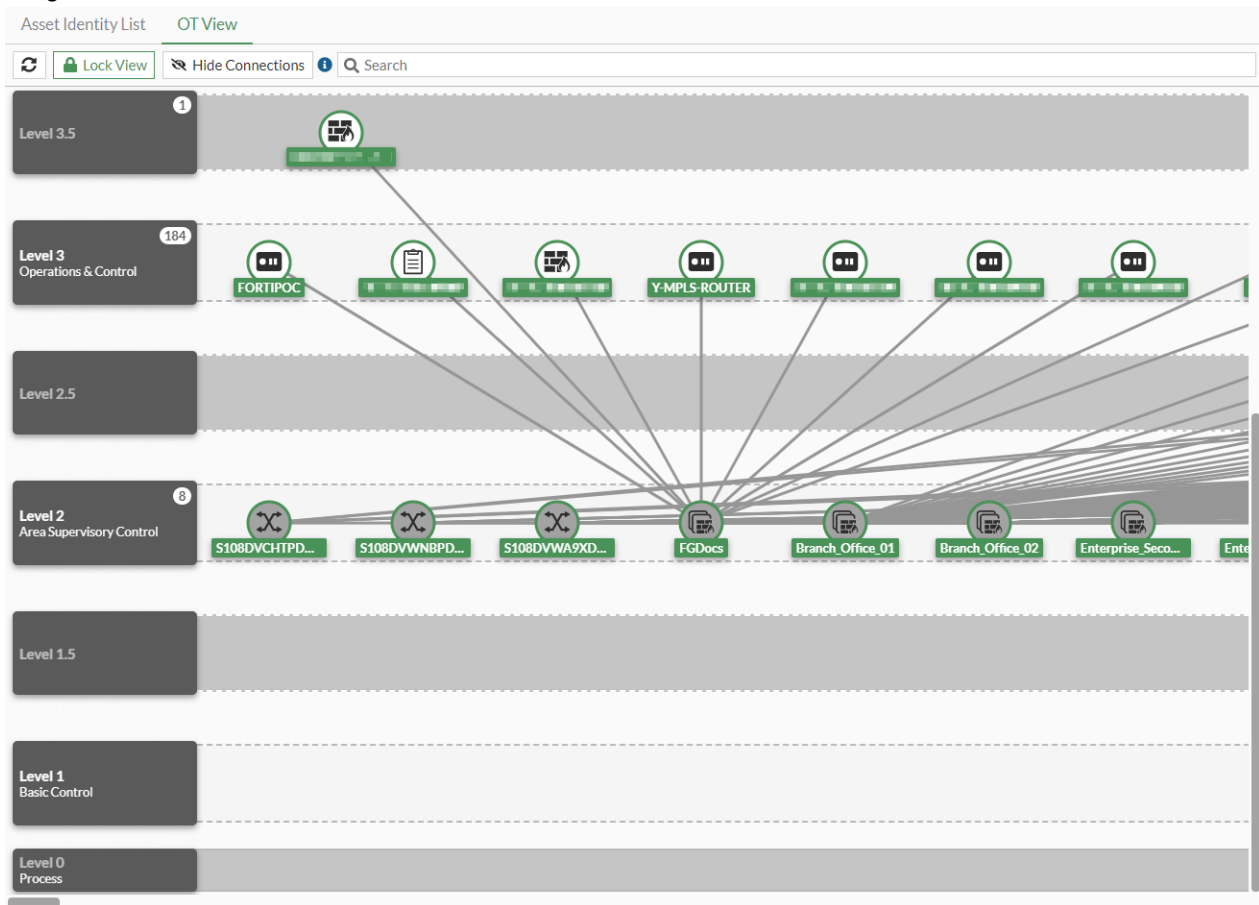 Asset Identity List OT View
Lock View Hide Connections Search
1
Level 3.5
184
Level 3
Operations & Control
FORTIPOC Y-MPLS-ROUTER
Level 2.5
8
Level 2
Area Supervisory Control
S108DVCHTPD... S108DVWNBPD... S108DVWA9XD... FGDocs Branch_Office_01 Branch_Office_02 Enterprise_Seco... Ente
Level 1.5
Level 1
Basic Control
Level 0
Process